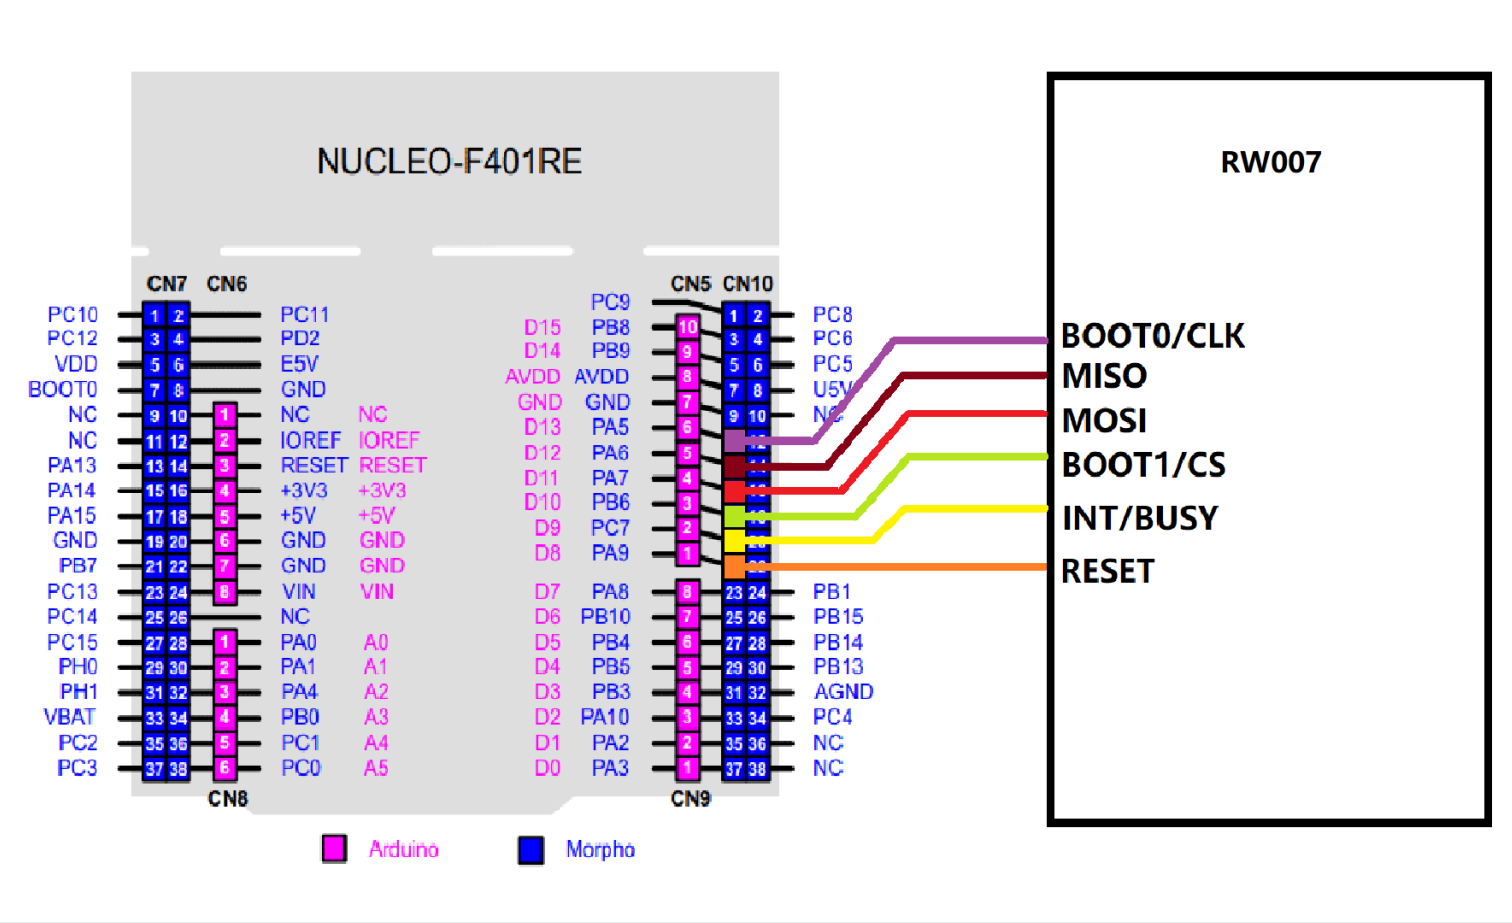 NUCLEO-F401RE
RW007
CN7 CN6 CN5 CN10
PC9
PC10 1 2 PC11 D15 PB8 10 1 2 PC8
PC12 3 4 PD2 D14 PB9 9 3 4 PC6
VDD 5 6 E5V AVDD AVDD 8 5 6 PC5
BOOT0 7 8 GND GND GND 7 7 8 U5V
NC 9 10 1 NC NC D13 PA5 6 9 10
NC 11 12 2 IOREF IOREF D12 PA6 5
PA13 13 14 3 RESET RESET D11 PA7 4
PA14 15 16 4 +3V3 +3V3 D10 PB6 3
PA15 17 18 5 +5V +5V D9 PC7 2
GND 19 20 6 GND GND D8 PA9 1
PB7 21 22 7 GND GND
PC13 23 24 8 VIN VIN D7 PA8 8 23 24 PB1
PC14 25 26 NC D6 PB10 7 25 26 PB15
PC15 27 28 1 PA0 A0 D5 PB4 6 27 28 PB14
PH0 29 30 2 PA1 A1 D4 PB5 5 29 30 PB13
PH1 31 32 3 PA4 A2 D3 PB3 4 31 32 AGND
VBAT 33 34 4 PB0 A3 D2 PA10 3 33 34 PC4
PC2 35 36 5 PC1 A4 D1 PA2 2 35 36 NC
PC3 37 38 6 PC0 A5 D0 PA3 1 37 38 NC
CN8 CN9
Arduino Morpho
BOOT0/CLK
MISO
MOSI
BOOT1/CS
INT/BUSY
RESET